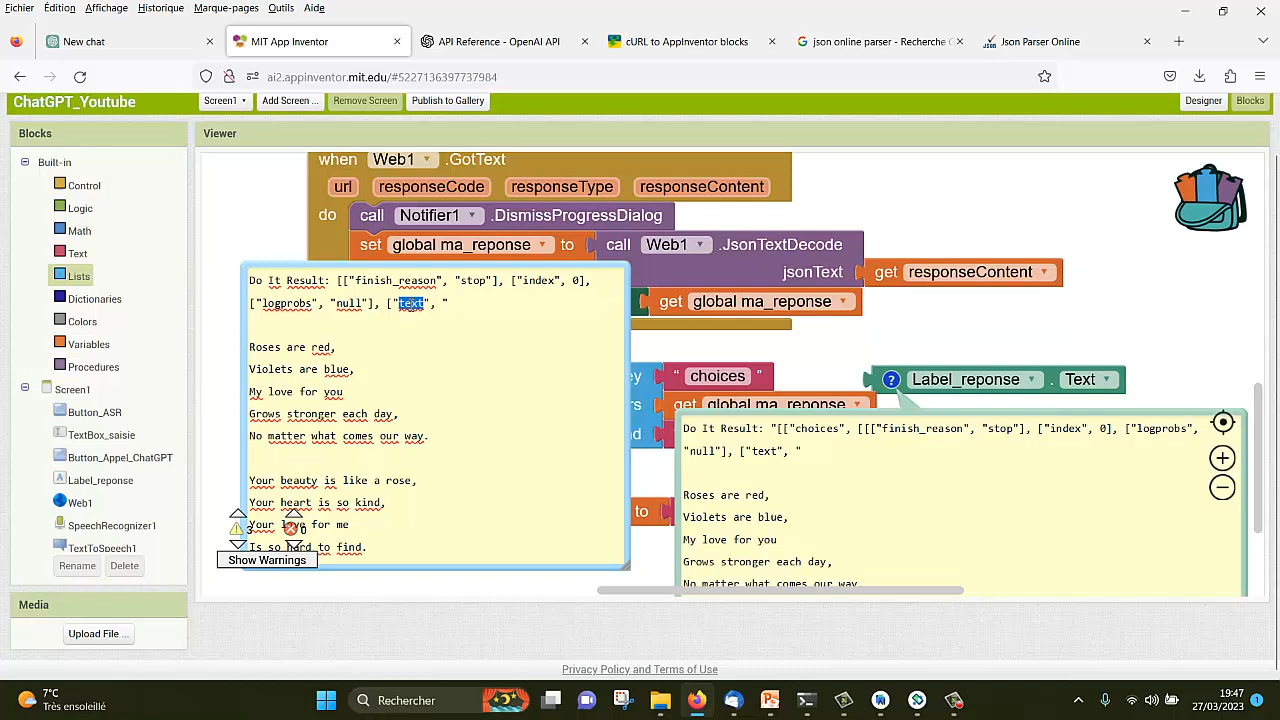 Fichier Édition Affichage Historique Marque-pages Outils Aide
New chat
MIT App Inventor
API Reference - OpenAI API
cURL to AppInventor blocks
json online parser - Recherche G
Json Parser Online
ai2.appinventor.mit.edu/#5227136397737984
ChatGPT_Youtube
Screen1
Add Screen ...
Remove Screen
Publish to Gallery
Designer
Blocks
Blocks
Viewer
Built-in
Control
Logic
Math
Text
Lists
Dictionaries
Colors
Variables
Procedures
Screen1
Button_ASR
TextBox_saisie
Button_Appel_ChatGPT
Label_reponse
Web1
SpeechRecognizer1
TextToSpeech1
Rename
Delete
Media
Upload File ...
when Web1 .GotText
url responseCode responseType responseContent
do call Notifier1 .DismissProgressDialog
set global ma_reponse to call Web1 .JsonTextDecode
jsonText get responseContent
get global ma_reponse
Do It Result: [["finish_reason", "stop"], ["index", 0],
["logprobs", "null"], ["text", "
Roses are red,
Violets are blue,
My love for you
Grows stronger each day,
No matter what comes our way.
Your beauty is like a rose,
Your heart is so kind,
Your love for me
Is so hard to find.
3
0
Show Warnings
ey " choices "
rs get global ma_reponse
nd
to
? Label_reponse . Text
Do It Result: "[["choices", [[["finish_reason", "stop"], ["index", 0], ["logprobs",
"null"], ["text", "
Roses are red,
Violets are blue,
My love for you
Grows stronger each day,
No matter what comes our way.
Privacy Policy and Terms of Use
7°C
Très ensoleillé
Rechercher
19:47
27/03/2023
1